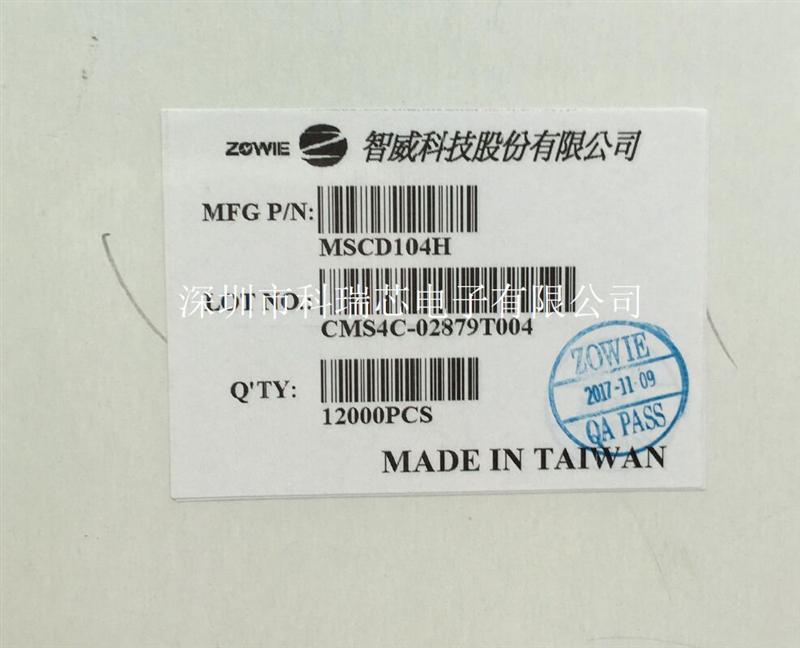 ZOWIE 智威科技股份有限公司
MFG P/N:
MSCD104H
深圳市科瑞芯电子有限公司
LOT NO.:
CMS4C-02879T004
Q'TY:
12000PCS
ZOWIE
2017-11-09
QA PASS
MADE IN TAIWAN